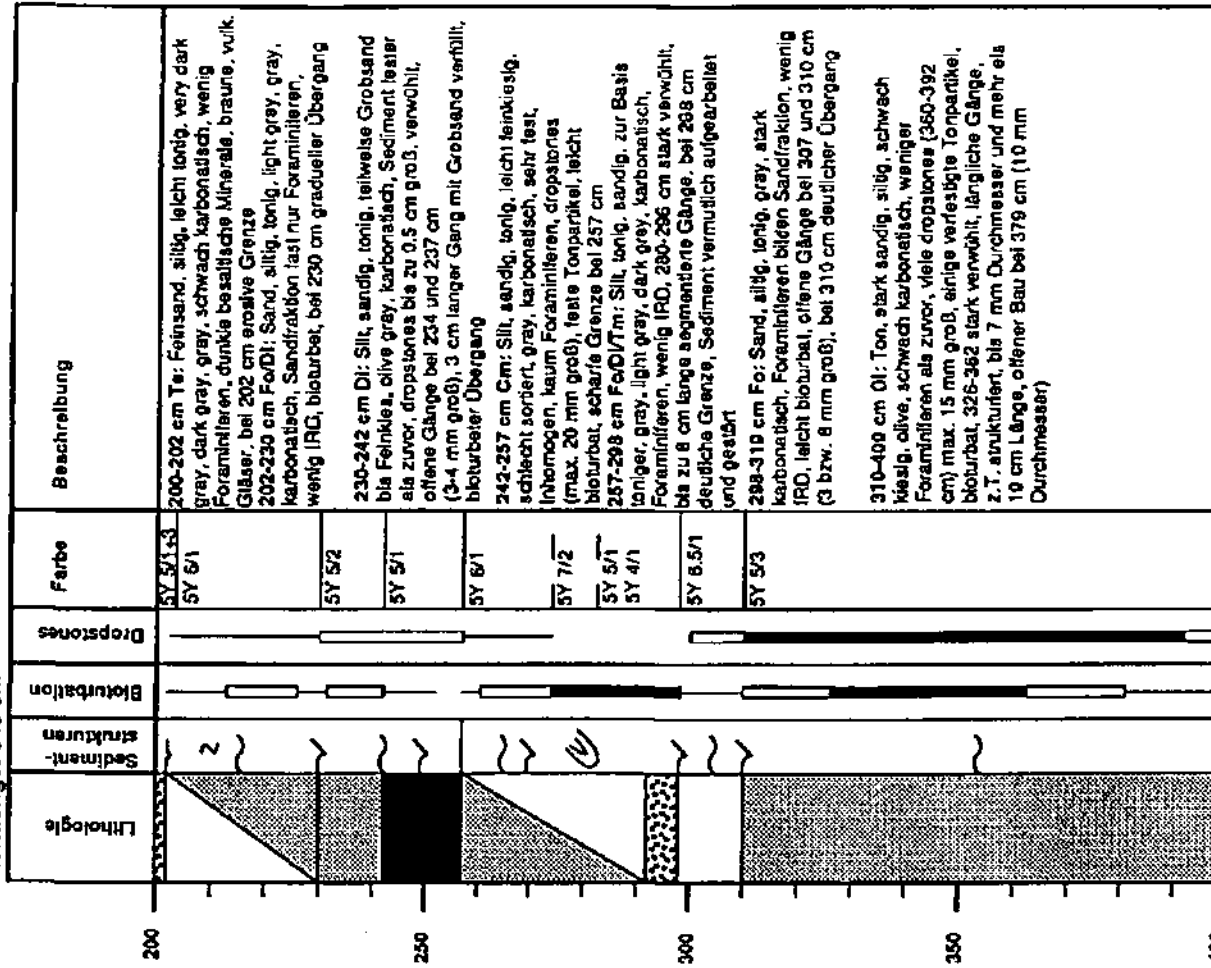 Lithologie
Sediment-
strukturen
Bioturbation
Dropstones
Farbe
Beschreibung
200
250
300
350
5Y 5/1+3
5Y 6/1
5Y 5/2
5Y 5/1
5Y 6/1
5Y 7/2
5Y 5/1
5Y 4/1
5Y 6.5/1
5Y 5/3
200-202 cm Te: Feinsand, siltig, leicht tonig, very dark
gray, dark gray, gray, schwach karbonatisch, wenig
Foraminiferen, dunkle basaltische Minerale, braune, vulk.
Gläser, bei 202 cm erosive Grenze
202-230 cm Fo/DI: Sand, siltig, tonig, light gray, gray,
karbonatisch, Sandfraktion fast nur Foraminiferen,
wenig IRD, bioturbat, bei 230 cm gradueller Übergang
230-242 cm DI: Silt, sandig, tonig, teilweise Grobsand
bis Feinkies, olive gray, karbonatisch, Sediment fester
als zuvor, dropstones bis zu 0.5 cm groß, verwühlt,
offene Gänge bei 234 und 237 cm
(3-4 mm groß), 3 cm langer Gang mit Grobsand verfüllt,
bioturbater Übergang
242-257 cm Cm: Silt, sandig, tonig, leicht feinkiesig,
schlecht sortiert, gray, karbonatisch, sehr fest,
inhomogen, kaum Foraminiferen, dropstones
(max. 20 mm groß), feste Tonpartikel, leicht
bioturbat, scharfe Grenze bei 257 cm
257-298 cm Fo/DI/Tm: Silt, tonig, sandig, zur Basis
toniger, gray, light gray, dark gray, karbonatisch,
Foraminiferen, wenig IRD, 280-296 cm stark verwühlt,
bis zu 8 cm lange segmentierte Gänge, bei 298 cm
deutliche Grenze, Sediment vermutlich aufgearbeitet
und gestört
298-310 cm Fo: Sand, siltig, tonig, gray, stark
karbonatisch, Foraminiferen bilden Sandfraktion, wenig
IRD, leicht bioturbat, offene Gänge bei 307 und 310 cm
(3 bzw. 8 mm groß), bei 310 cm deutlicher Übergang
310-400 cm DI: Ton, stark sandig, siltig, schwach
kiesig, olive, schwach karbonatisch, weniger
Foraminiferen als zuvor, viele dropstones (360-392
cm) max. 15 mm groß, einige verfestigte Tonpartikel,
bioturbat, 326-362 stark verwühlt, längliche Gänge,
z.T. strukturiert, bis 7 mm Durchmesser und mehr als
19 cm Länge, offener Bau bei 379 cm (10 mm
Durchmesser)